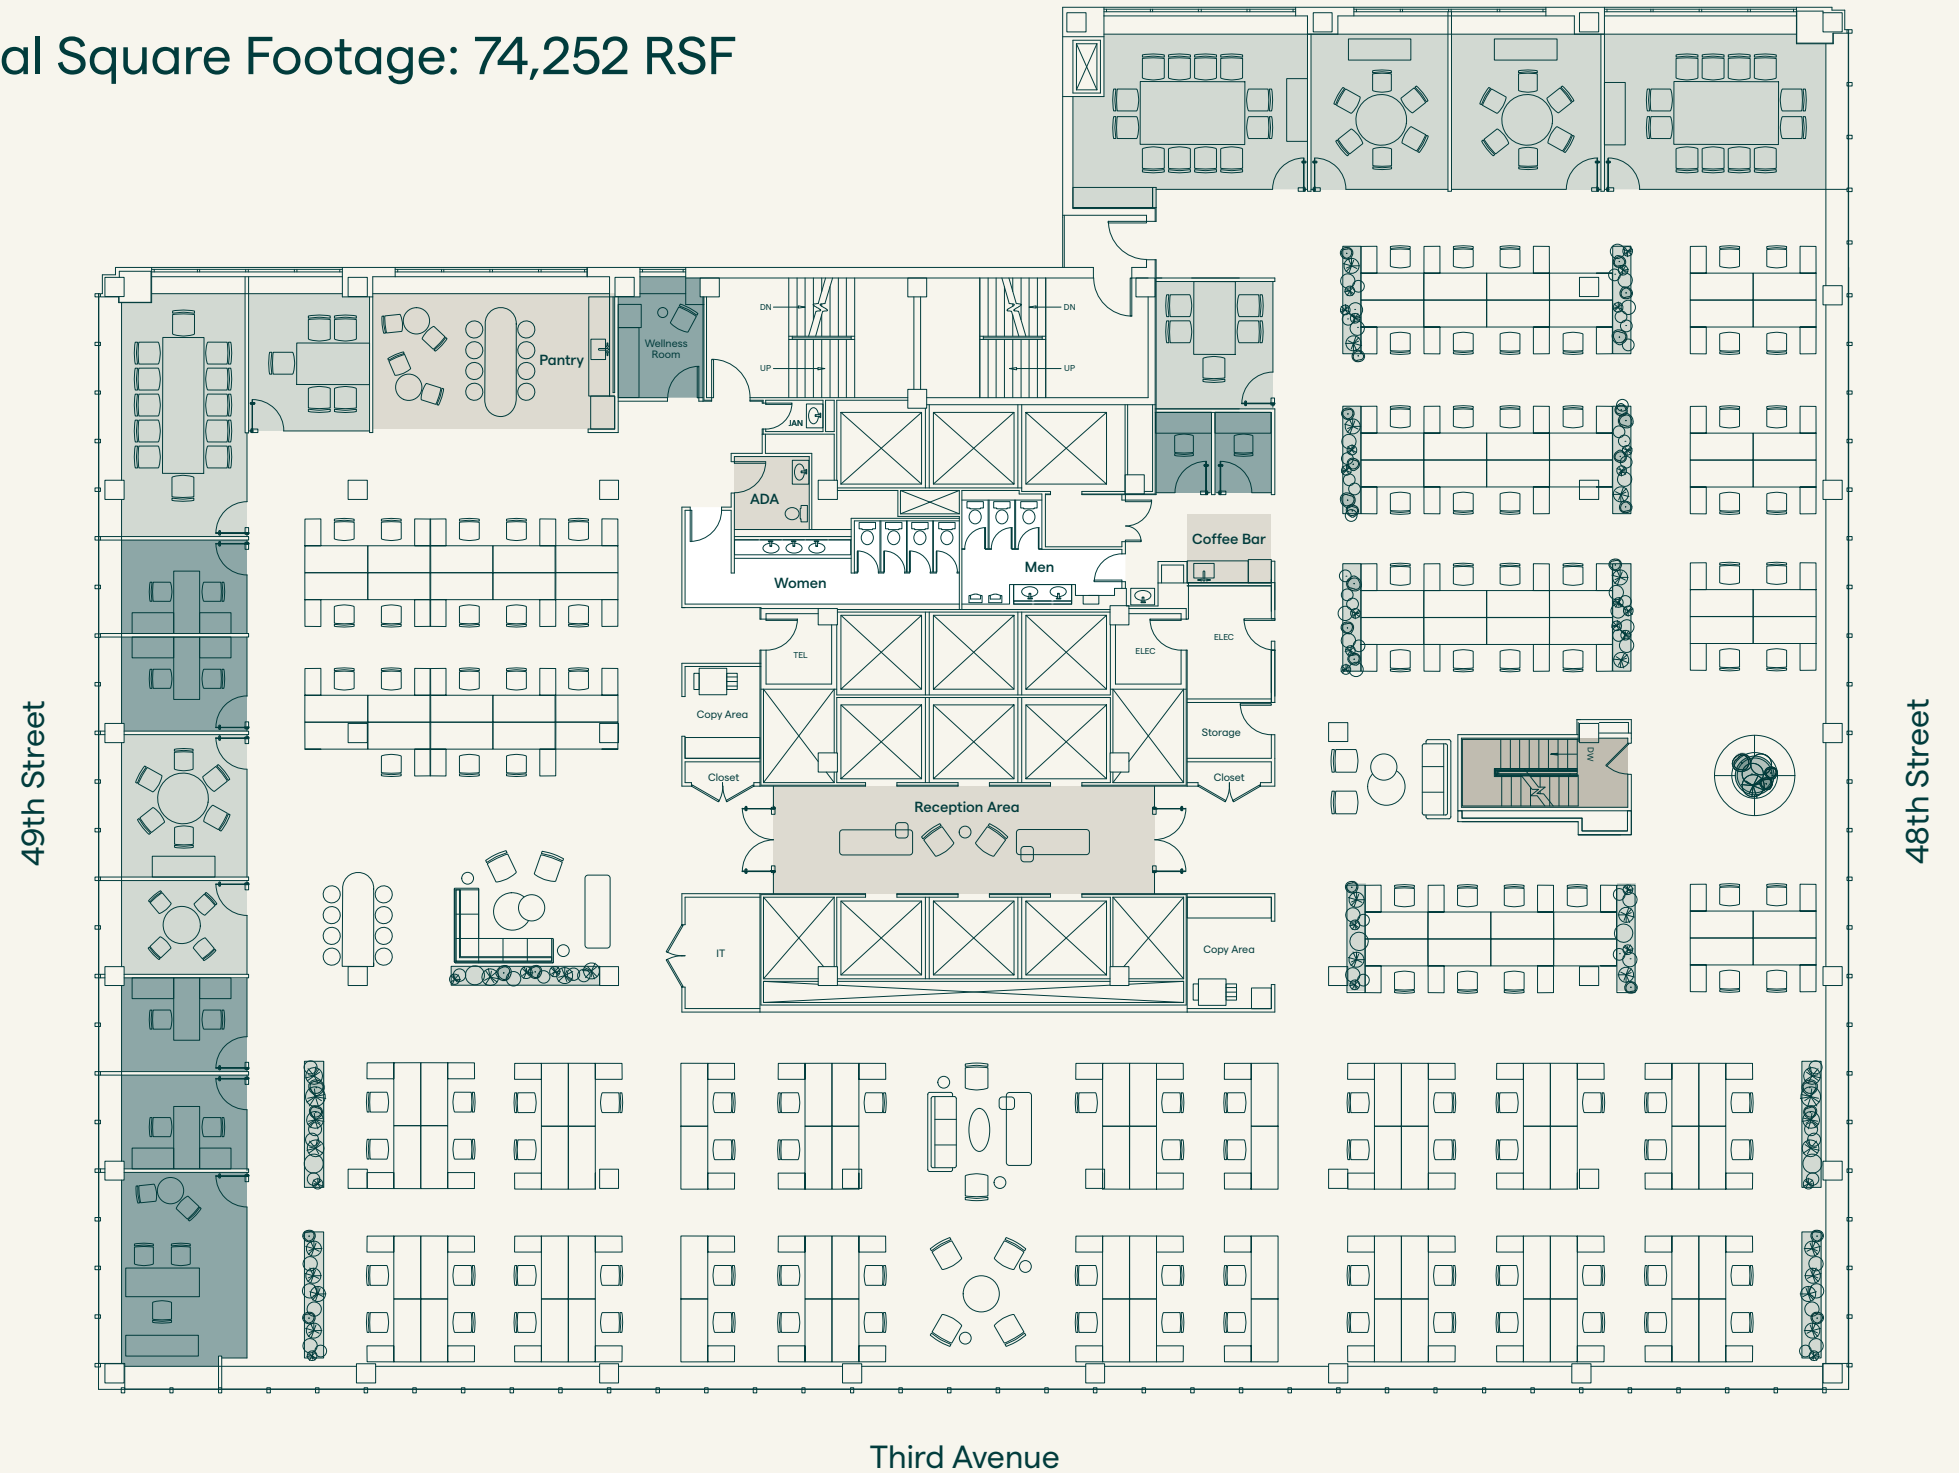 al Square Footage: 74,252 RSF
DN
DN
Wellness
Room
Pantry
UP
UP
JAN
ADA
Coffee Bar
Men
Women
ELEC
TEL
ELEC
Copy Area
Storage
Closet
Closet
DW
Reception Area
49th Street
48th Street
IT
Copy Area
Third Avenue